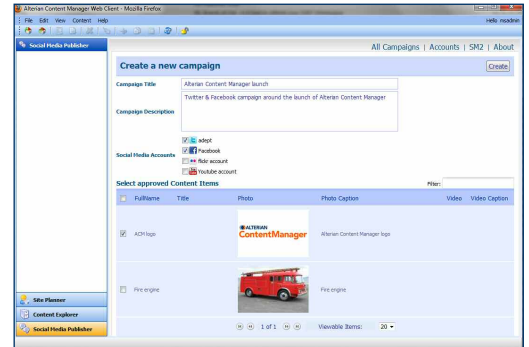 Alterian Content Manager Web Client - Mozilla Firefox
File Edit View Content Help
Hello msadmin
Social Media Publisher
All Campaigns | Accounts | SM2 | About
Create a new campaign
Create
Campaign Title
Alterian Content Manager launch
Campaign Description
Twitter & Facebook campaign around the launch of Alterian Content Manager
Social Media Accounts
adept
Facebook
flickr account
Youtube account
Select approved Content Items
Filter:
FullName Title Photo Photo Caption Video Video Caption
ACM logo
ALTERIAN
ContentManager
Alterian Content Manager logo
Fire engine
Fire engine
1 of 1 Viewable Items: 20
Site Planner
Content Explorer
Social Media Publisher